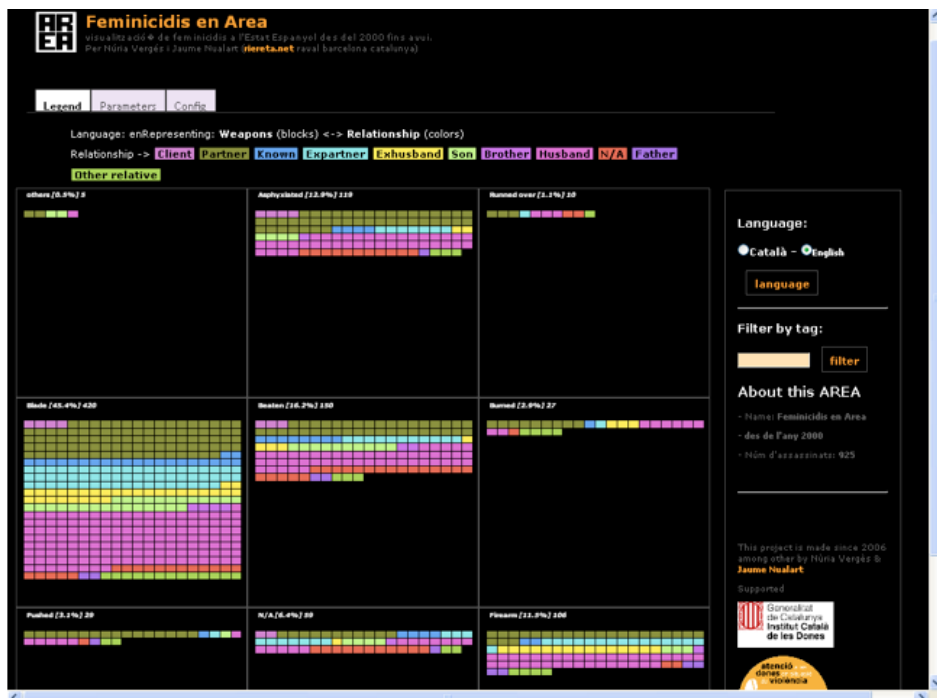 AREA
Feminicidis en Area
visualització� de feminicidis a l'Estat Espanyol des del 2000 fins avui.
Per Núria Vergés i Jaume Nualart (riereta.net raval barcelona catalunya)
Legend Parameters Config
Language: enRepresenting: Weapons (blocks) <-> Relationship (colors)
Relationship -> Client Partner Known Expartner Exhusband Son Brother Husband N/A Father
Other relative
others [0.5%] 5
Asphyxiated [12.9%] 119
Runned over [1.1%] 10
Blade [45.4%] 420
Beaten [16.2%] 150
Burned [2.9%] 27
Pushed [3.1%] 29
N/A [6.4%] 59
Firearm [11.5%] 106
Language:
Català - English
language
Filter by tag:
filter
About this AREA
- Name: Feminicidis en Area
- des de l'any 2000
- Núm d'assassinats: 925
This project is made since 2006
among other by Núria Vergés &
Jaume Nualart
Supported
Generalitat
de Catalunya
Institut Català
de les Dones
atenció
dones
violència